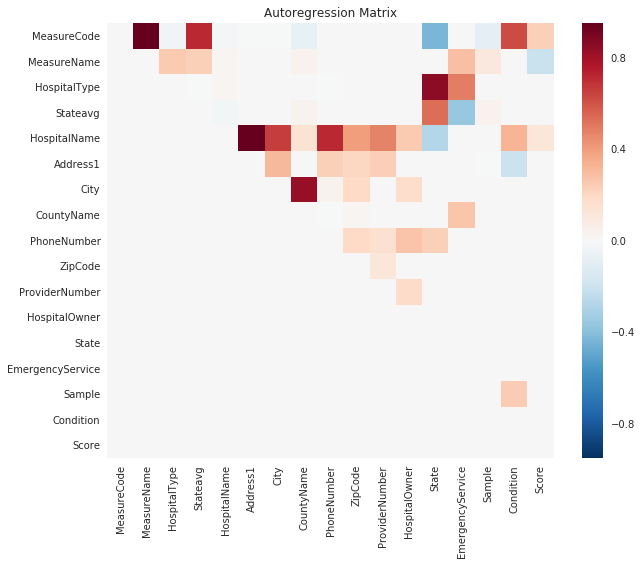 Autoregression Matrix
MeasureCode
MeasureName
HospitalType
Stateavg
HospitalName
Address1
City
CountyName
PhoneNumber
ZipCode
ProviderNumber
HospitalOwner
State
EmergencyService
Sample
Condition
Score
MeasureCode
MeasureName
HospitalType
Stateavg
HospitalName
Address1
City
CountyName
PhoneNumber
ZipCode
ProviderNumber
HospitalOwner
State
EmergencyService
Sample
Condition
Score
0.8
0.4
0.0
−0.4
−0.8